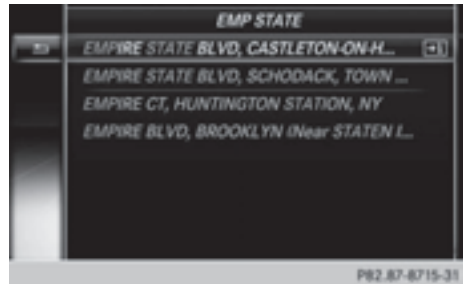 EMP STATE
EMPIRE STATE BLVD, CASTLETON-ON-H...
EMPIRE STATE BLVD, SCHODACK, TOWN ...
EMPIRE CT, HUNTINGTON STATION, NY
EMPIRE BLVD, BROOKLYN (Near STATEN I...
P82.87-8715-31